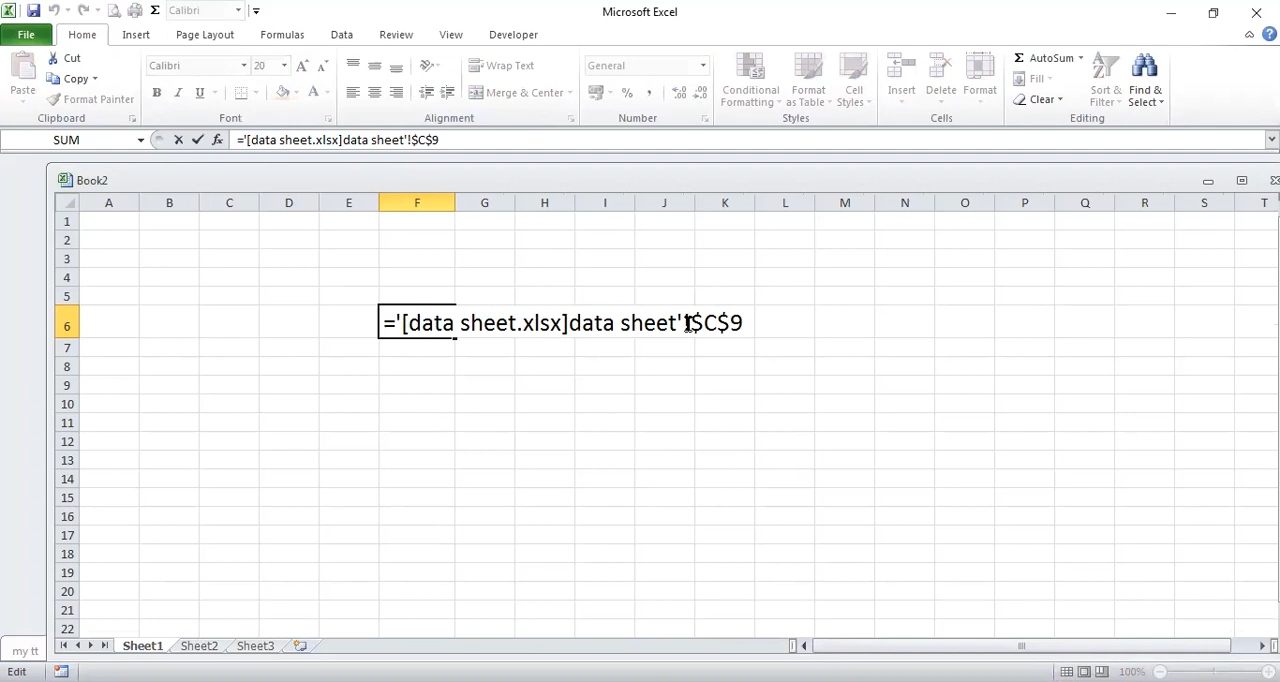 Calibri
Microsoft Excel
File Home Insert Page Layout Formulas Data Review View Developer
Paste
Cut
Copy
Format Painter
Clipboard
Calibri 20
B I U
Font
Wrap Text
Merge & Center
Alignment
General
%
Number
Conditional Formatting
Format as Table
Cell Styles
Styles
Insert
Delete
Format
Cells
AutoSum
Fill
Clear
Sort & Filter
Find & Select
Editing
SUM
='[data sheet.xlsx]data sheet'!$C$9
Book2
A B C D E F G H I J K L M N O P Q R S T
1
2
3
4
5
6 ='[data sheet.xlsx]data sheet'!$C$9
7
8
9
10
11
12
13
14
15
16
17
18
19
20
21
22
my tt
Sheet1 Sheet2 Sheet3
Edit
100%